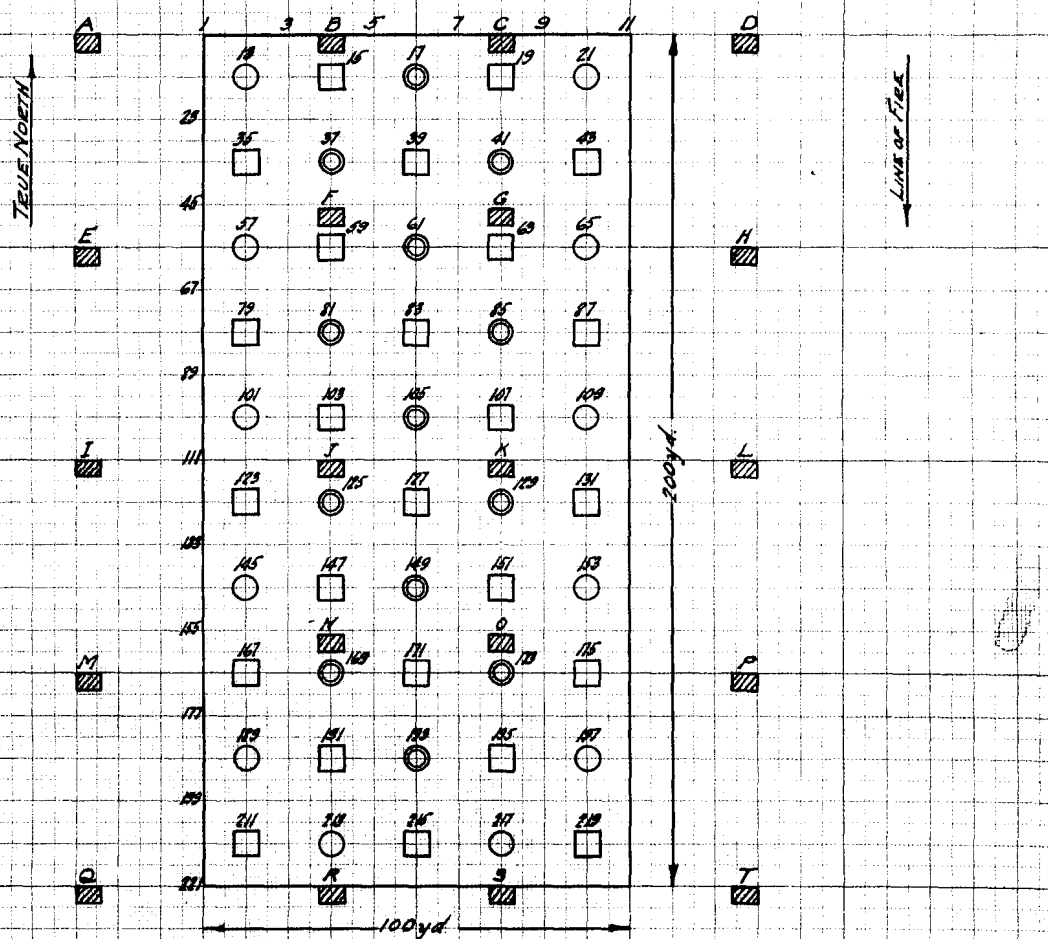 A 1 3 B 5 7 C 9 11 D
TRUE NORTH
LINE OF FIRE
13 15 17 19 21
23
35 37 39 41 43
45
F G
E 57 59 61 63 65 H
67
79 81 83 85 87
89
101 103 105 107 109
I 111 J K L
123 125 127 129 131
200 yd.
133
145 147 149 151 153
155
N O
M 167 169 171 173 175 P
177
189 191 193 195 197
199
211 213 215 217 219
Q 221 R S T
100 yd